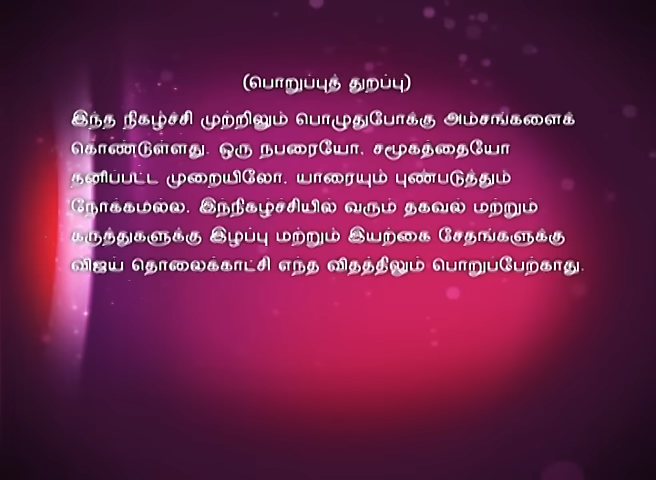 (பொறுப்புத் துறப்பு)
இந்த நிகழ்ச்சி முற்றிலும் பொழுதுபோக்கு அம்சங்களைக்
கொண்டுள்ளது. ஒரு நபரையோ, சமூகத்தையோ
தனிப்பட்ட முறையிலோ, யாரையும் புண்படுத்தும்
நோக்கமல்ல. இந்நிகழ்ச்சியில் வரும் தகவல் மற்றும்
கருத்துகளுக்கு இழப்பு மற்றும் இயற்கை சேதங்களுக்கு
விஜய் தொலைக்காட்சி எந்த விதத்திலும் பொறுப்பேற்காது.